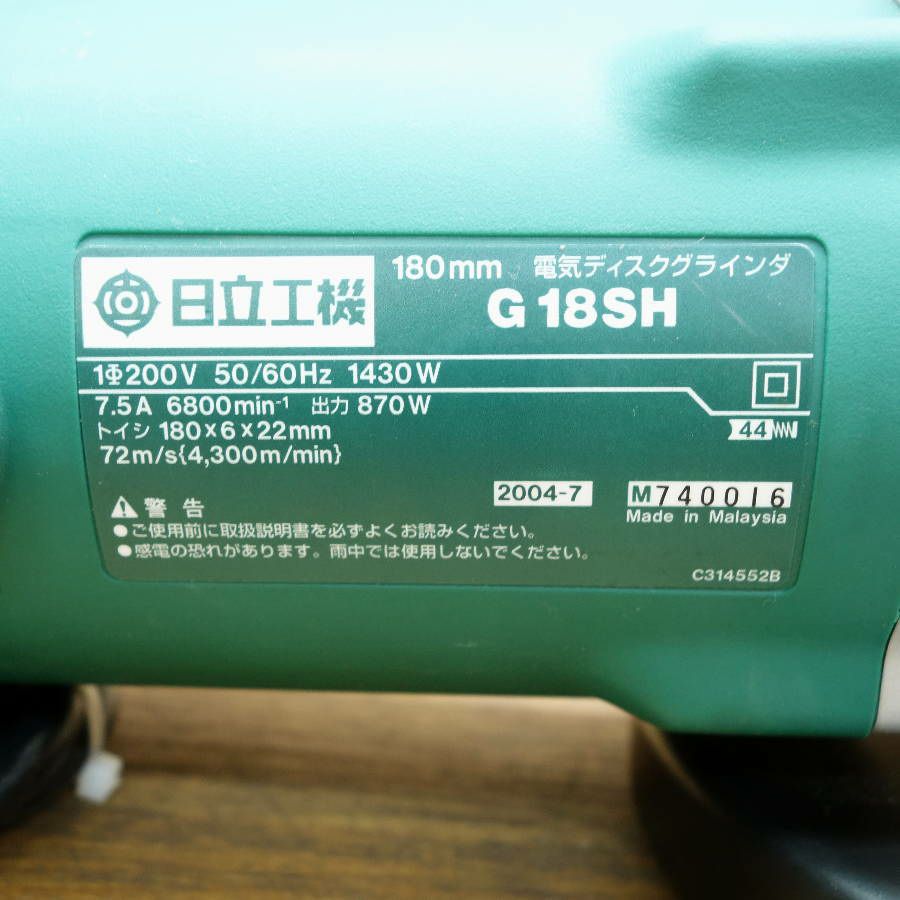 日立工機
180mm 電気ディスクグラインダ
G18SH
1Φ200V 50/60Hz 1430W
7.5A 6800min-1 出力 870W
トイシ 180×6×22mm
44
72m/s{4,300m/min}
2004-7 M740016
Made in Malaysia
警告
●ご使用前に取扱説明書を必ずよくお読みください。
●感電の恐れがあります。雨中では使用しないでください。
C314552B